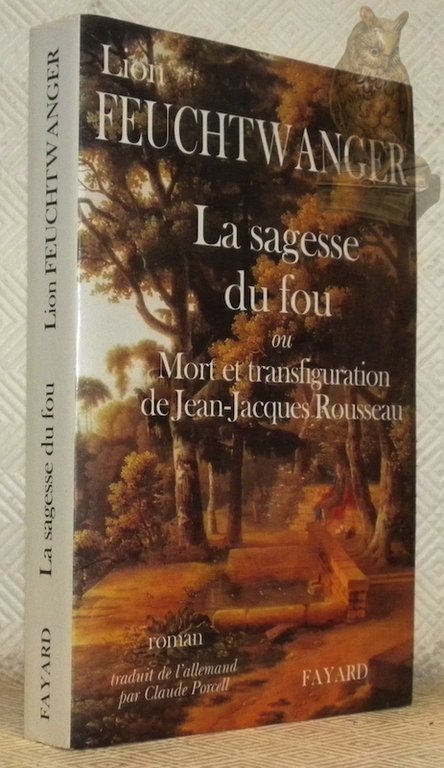 Lion
FEUCHTWANGER
La sagesse
du fou
ou
Mort et transfiguration
de Jean-Jacques Rousseau
roman
traduit de l'allemand
par Claude Porcell
FAYARD
FAYARD La sagesse du fou Lion FEUCHTWANGER